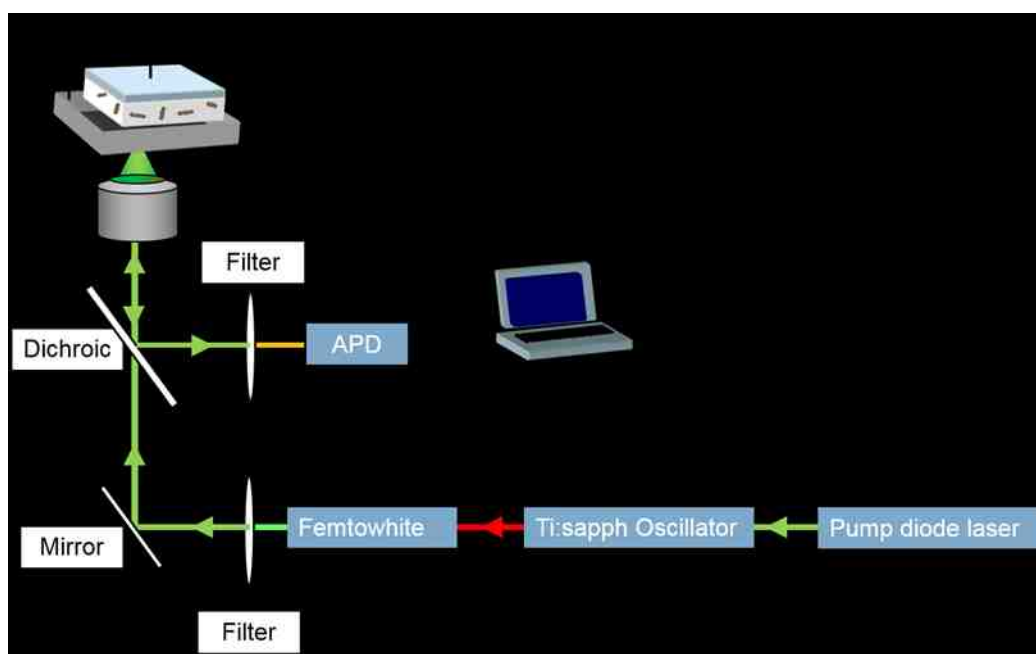 Filter
Dichroic
APD
Mirror
Femtowhite
Ti:sapph Oscillator
Pump diode laser
Filter